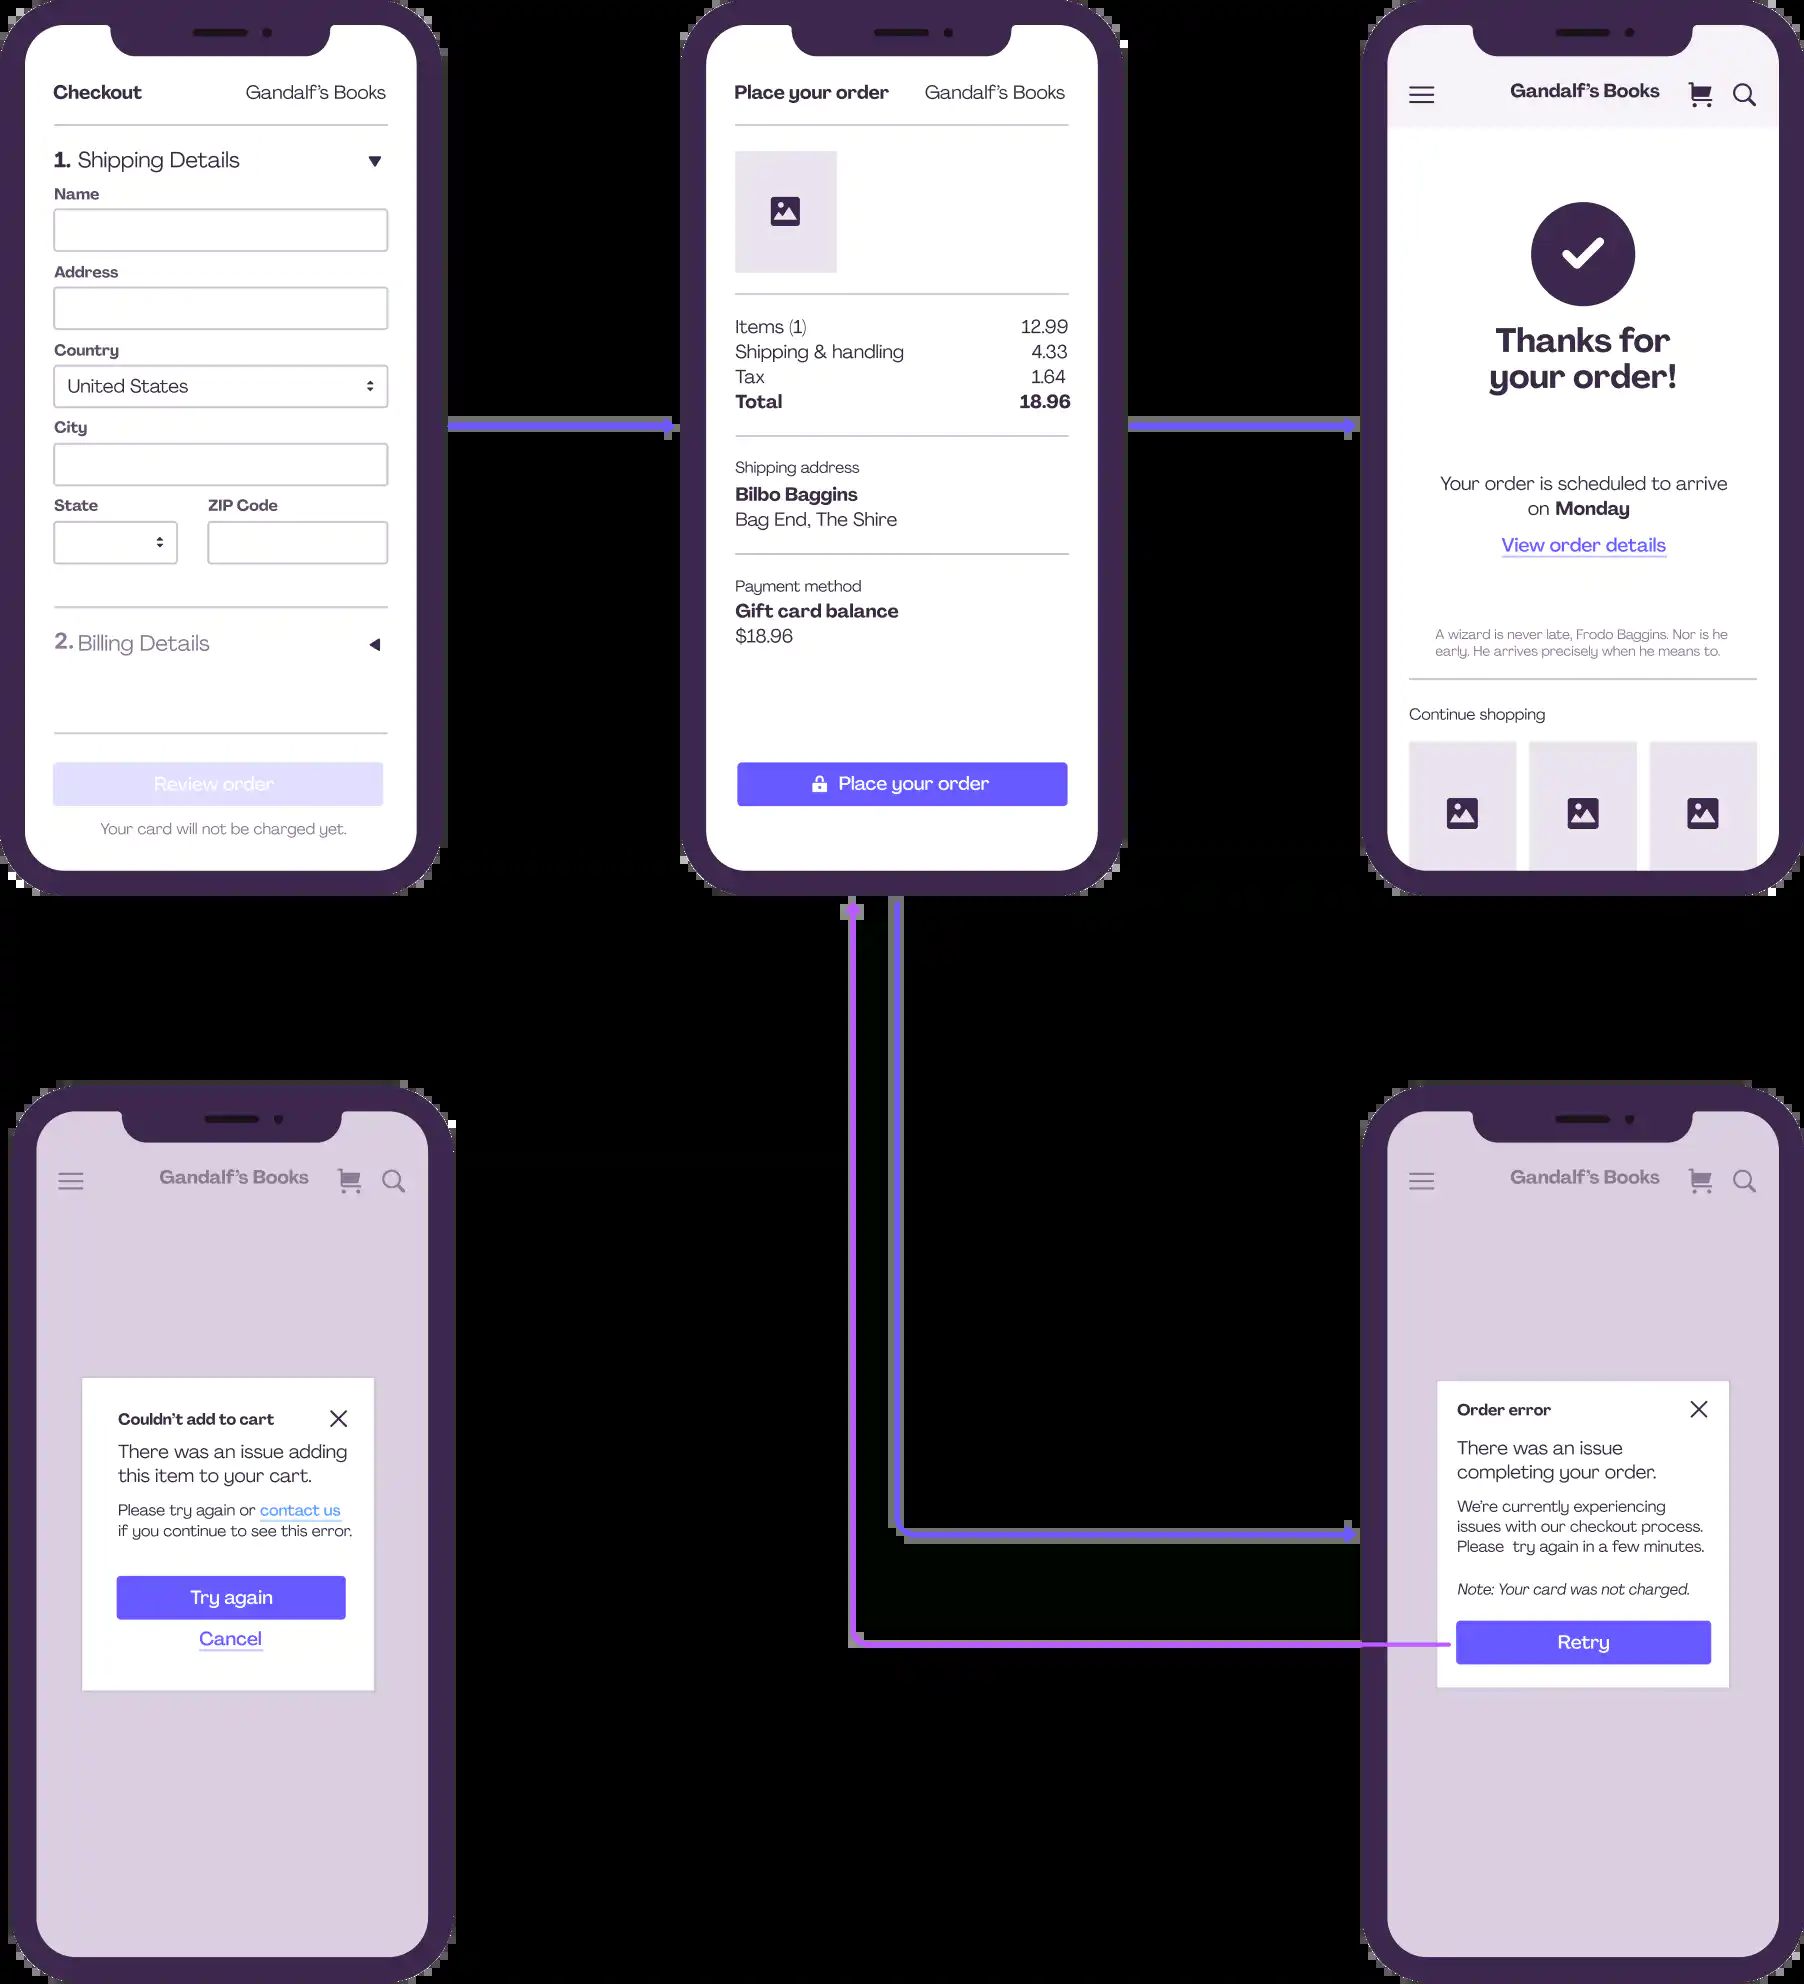 Checkout Gandalf's Books
1. Shipping Details
Name
Address
Country
United States
City
State ZIP Code
2. Billing Details
Review order
Your card will not be charged yet.
Place your order Gandalf's Books
Items (1) 12.99
Shipping & handling 4.33
Tax 1.64
Total 18.96
Shipping address
Bilbo Baggins
Bag End, The Shire
Payment method
Gift card balance
$18.96
Place your order
Gandalf's Books
Thanks for
your order!
Your order is scheduled to arrive
on Monday
View order details
A wizard is never late, Frodo Baggins. Nor is he
early. He arrives precisely when he means to.
Continue shopping
Gandalf's Books
Couldn't add to cart
There was an issue adding
this item to your cart.
Please try again or contact us
if you continue to see this error.
Try again
Cancel
Gandalf's Books
Order error
There was an issue
completing your order.
We're currently experiencing
issues with our checkout process.
Please try again in a few minutes.
Note: Your card was not charged.
Retry